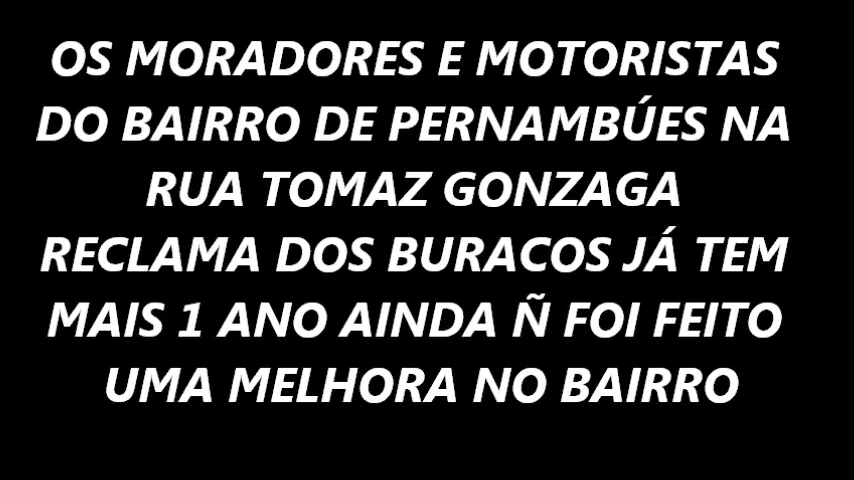 OS MORADORES E MOTORISTAS
DO BAIRRO DE PERNAMBÚES NA
RUA TOMAZ GONZAGA
RECLAMA DOS BURACOS JÁ TEM
MAIS 1 ANO AINDA Ñ FOI FEITO
UMA MELHORA NO BAIRRO